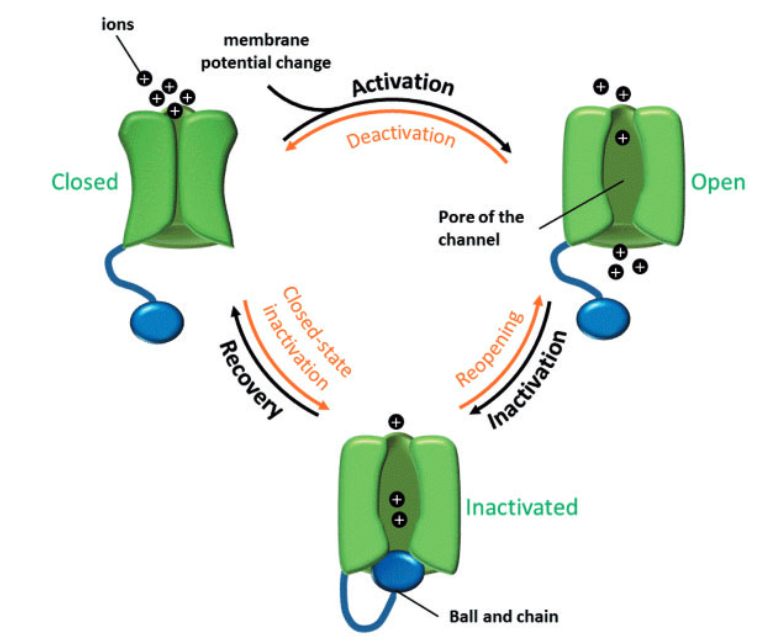 ions
membrane
potential change
Activation
Deactivation
Closed
Open
Pore of the
channel
Closed-state
inactivation
Recovery
Reopening
Inactivation
Inactivated
Ball and chain